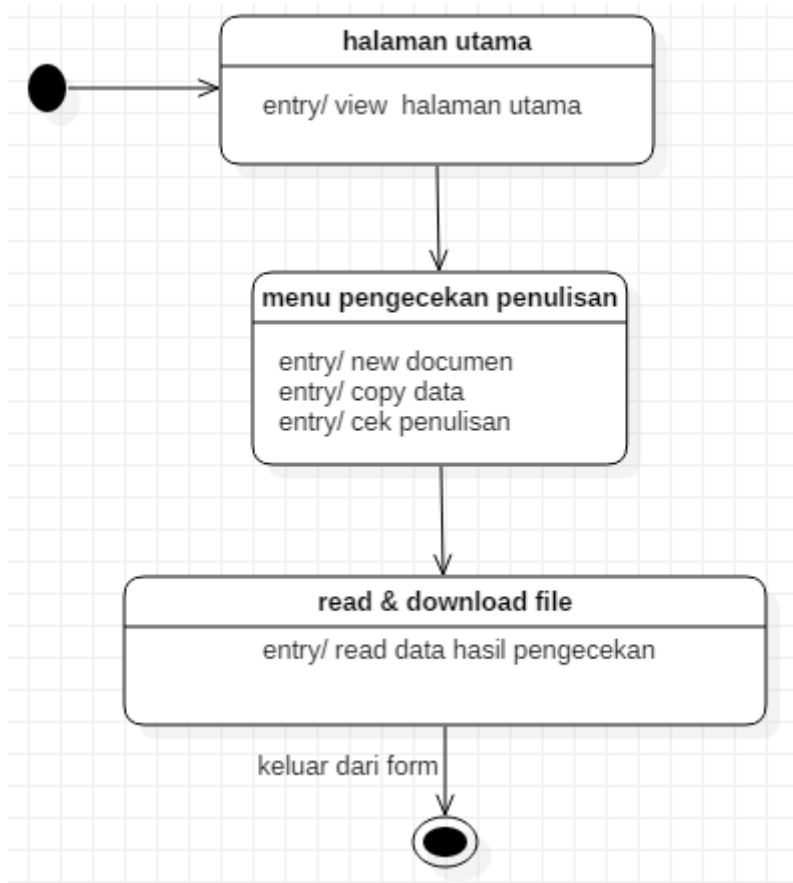 halaman utama
entry/ view halaman utama
menu pengecekan penulisan
entry/ new documen
entry/ copy data
entry/ cek penulisan
read & download file
entry/ read data hasil pengecekan
keluar dari form